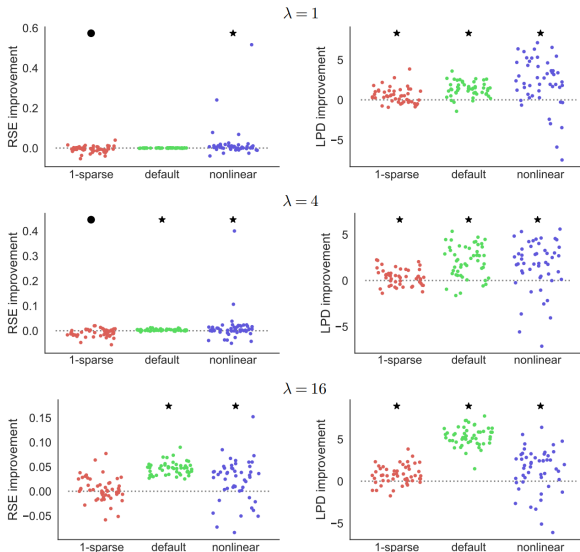 λ = 1
RSE improvement
0.6
0.4
0.2
0.0
1-sparse default nonlinear
LPD improvement
5
0
−5
1-sparse default nonlinear
λ = 4
RSE improvement
0.4
0.3
0.2
0.1
0.0
1-sparse default nonlinear
LPD improvement
5
0
−5
1-sparse default nonlinear
λ = 16
RSE improvement
0.15
0.10
0.05
0.00
−0.05
1-sparse default nonlinear
LPD improvement
5
0
−5
1-sparse default nonlinear